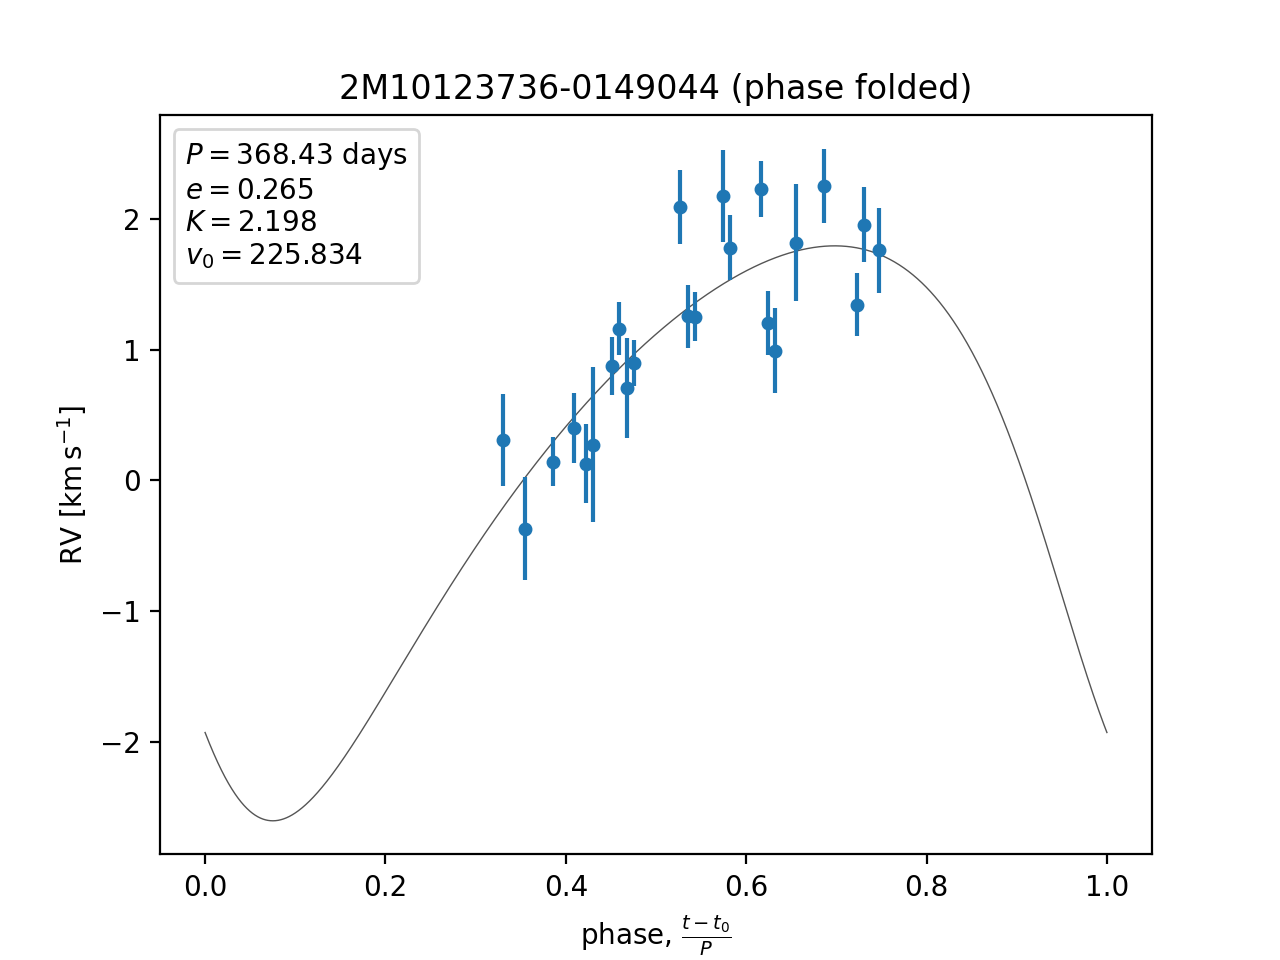 2M10123736-0149044 (phase folded)
P = 368.43 days
e = 0.265
K = 2.198
v₀ = 225.834
2
1
0
−1
−2
RV [km s⁻¹]
0.0 0.2 0.4 0.6 0.8 1.0
phase, (t − t₀)/P